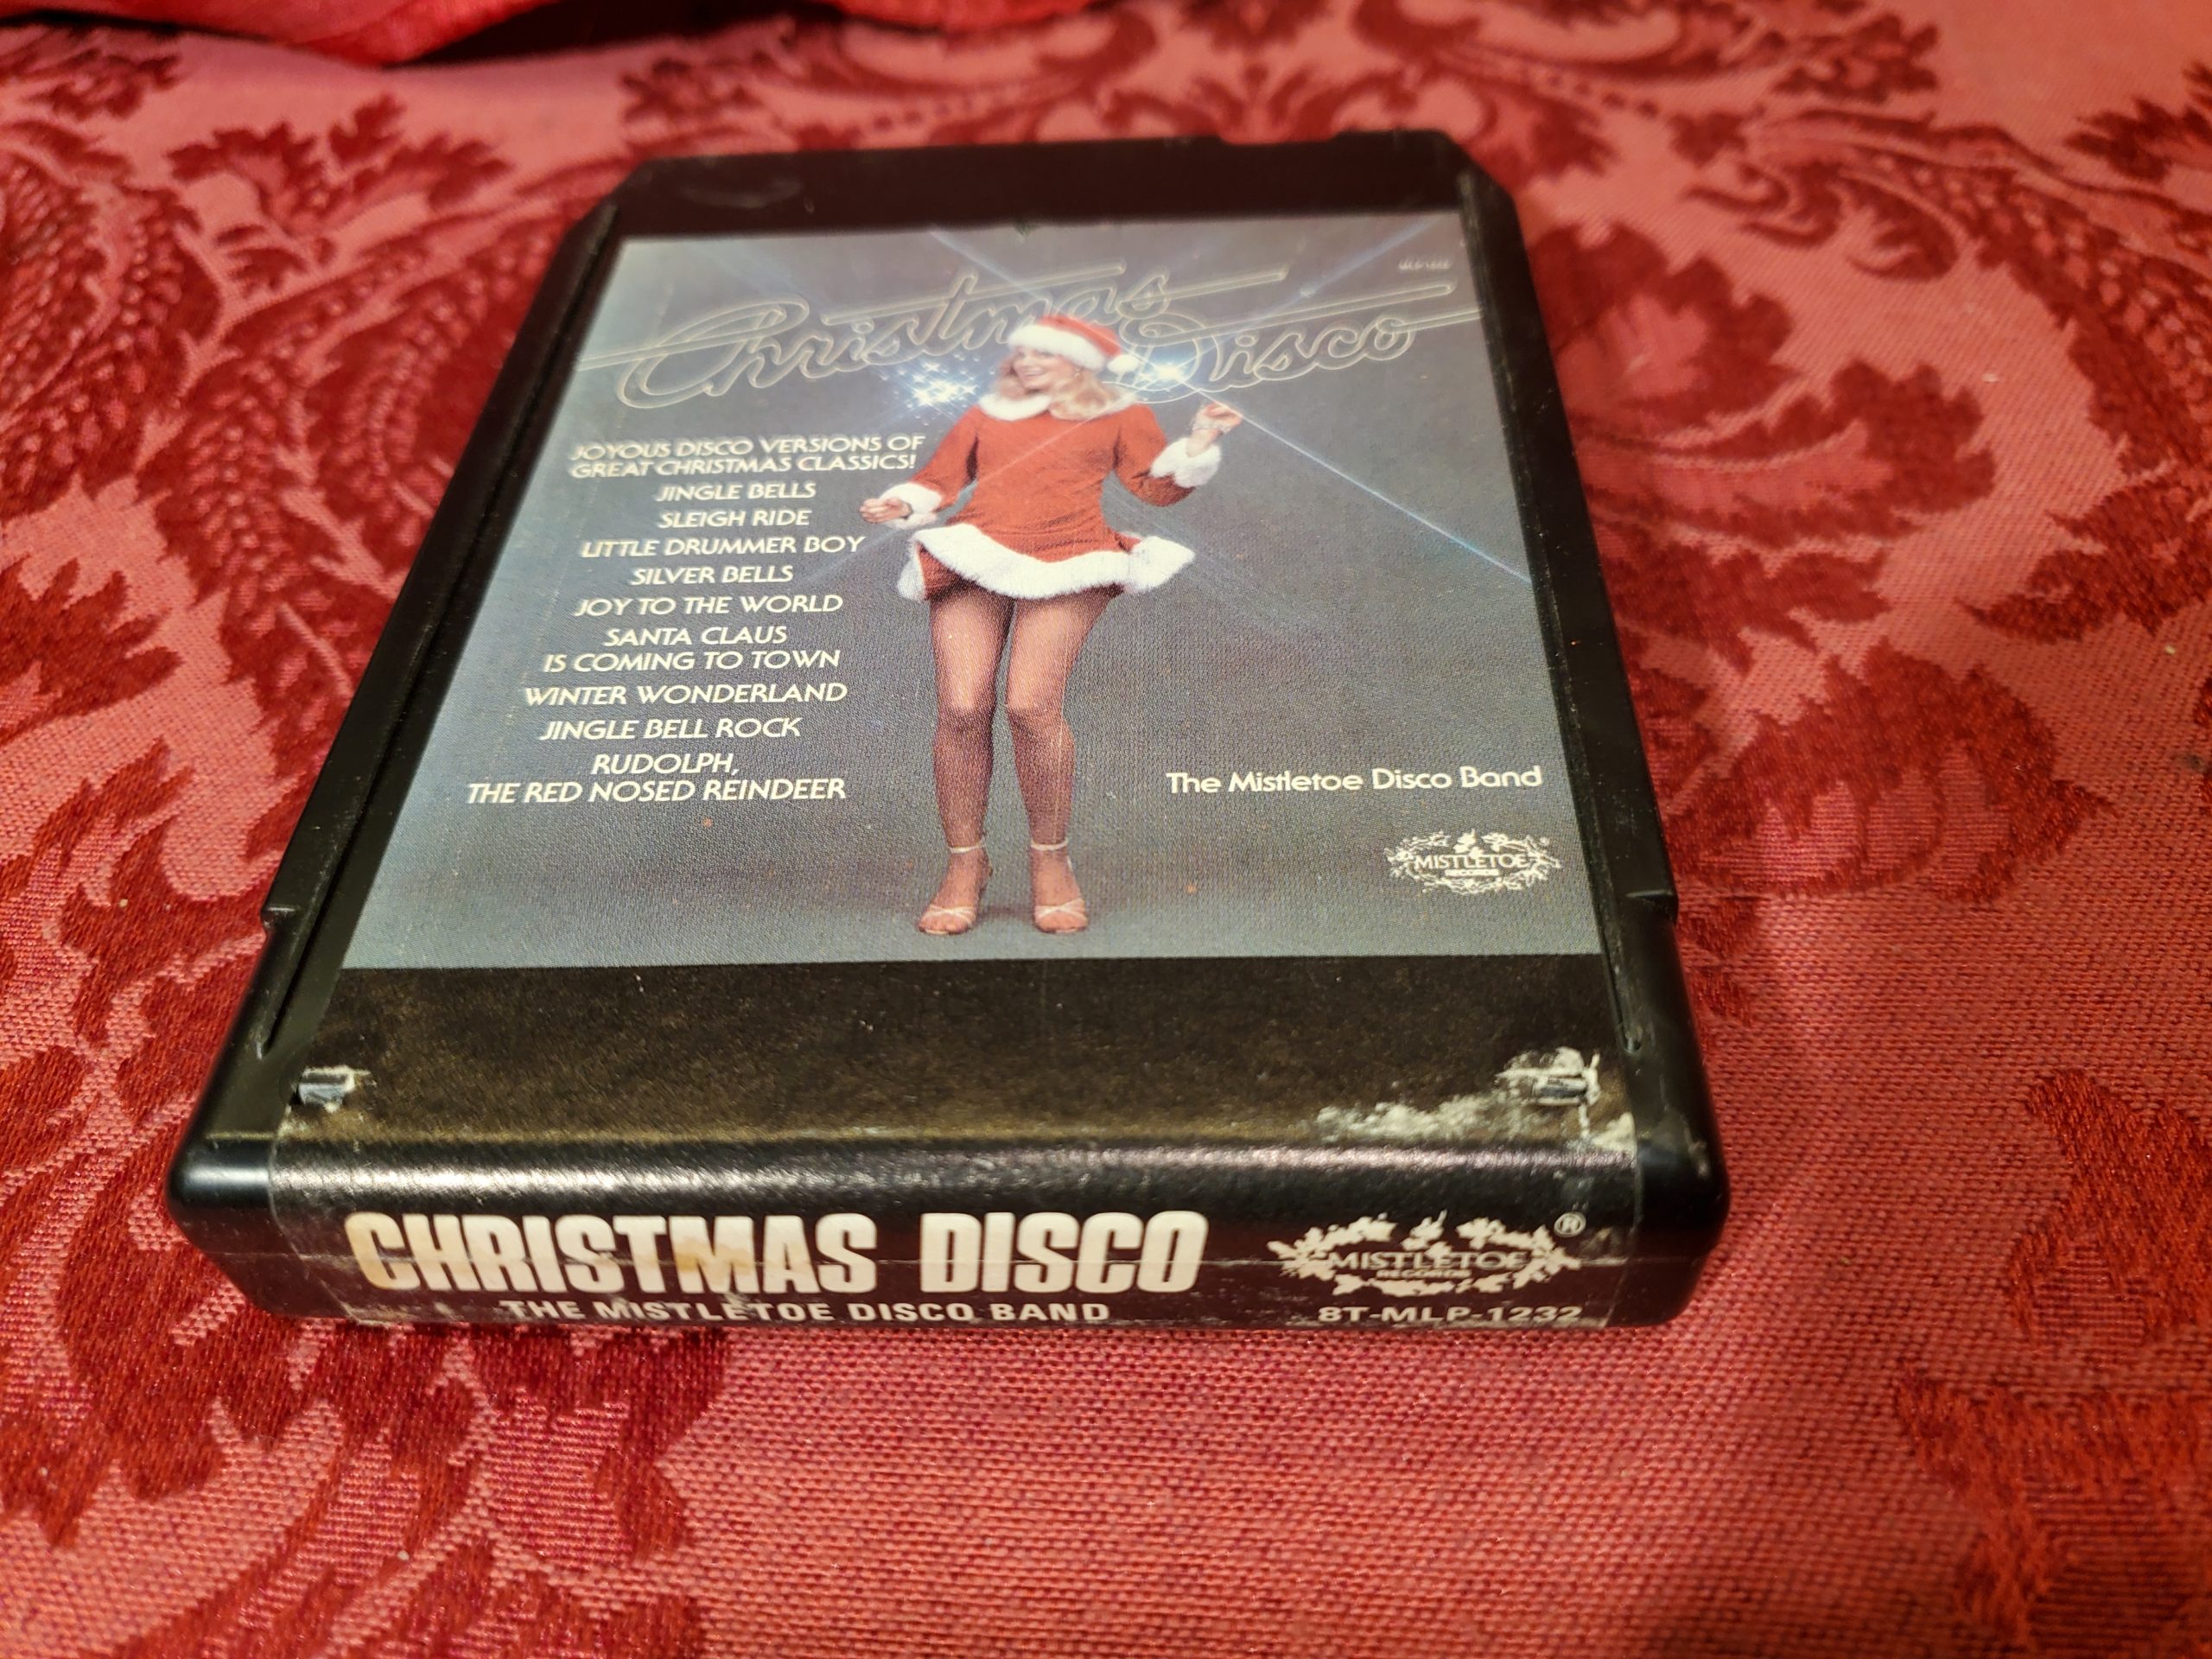 Christmas
Disco
JOYOUS DISCO VERSIONS OF
GREAT CHRISTMAS CLASSICS!
JINGLE BELLS
SLEIGH RIDE
LITTLE DRUMMER BOY
SILVER BELLS
JOY TO THE WORLD
SANTA CLAUS
IS COMING TO TOWN
WINTER WONDERLAND
JINGLE BELL ROCK
RUDOLPH,
THE RED NOSED REINDEER
The Mistletoe Disco Band
MISTLETOE ®
RECORDS
CHRISTMAS DISCO
THE MISTLETOE DISCO BAND
MISTLETOE ®
RECORDS
8T-MLP-1232